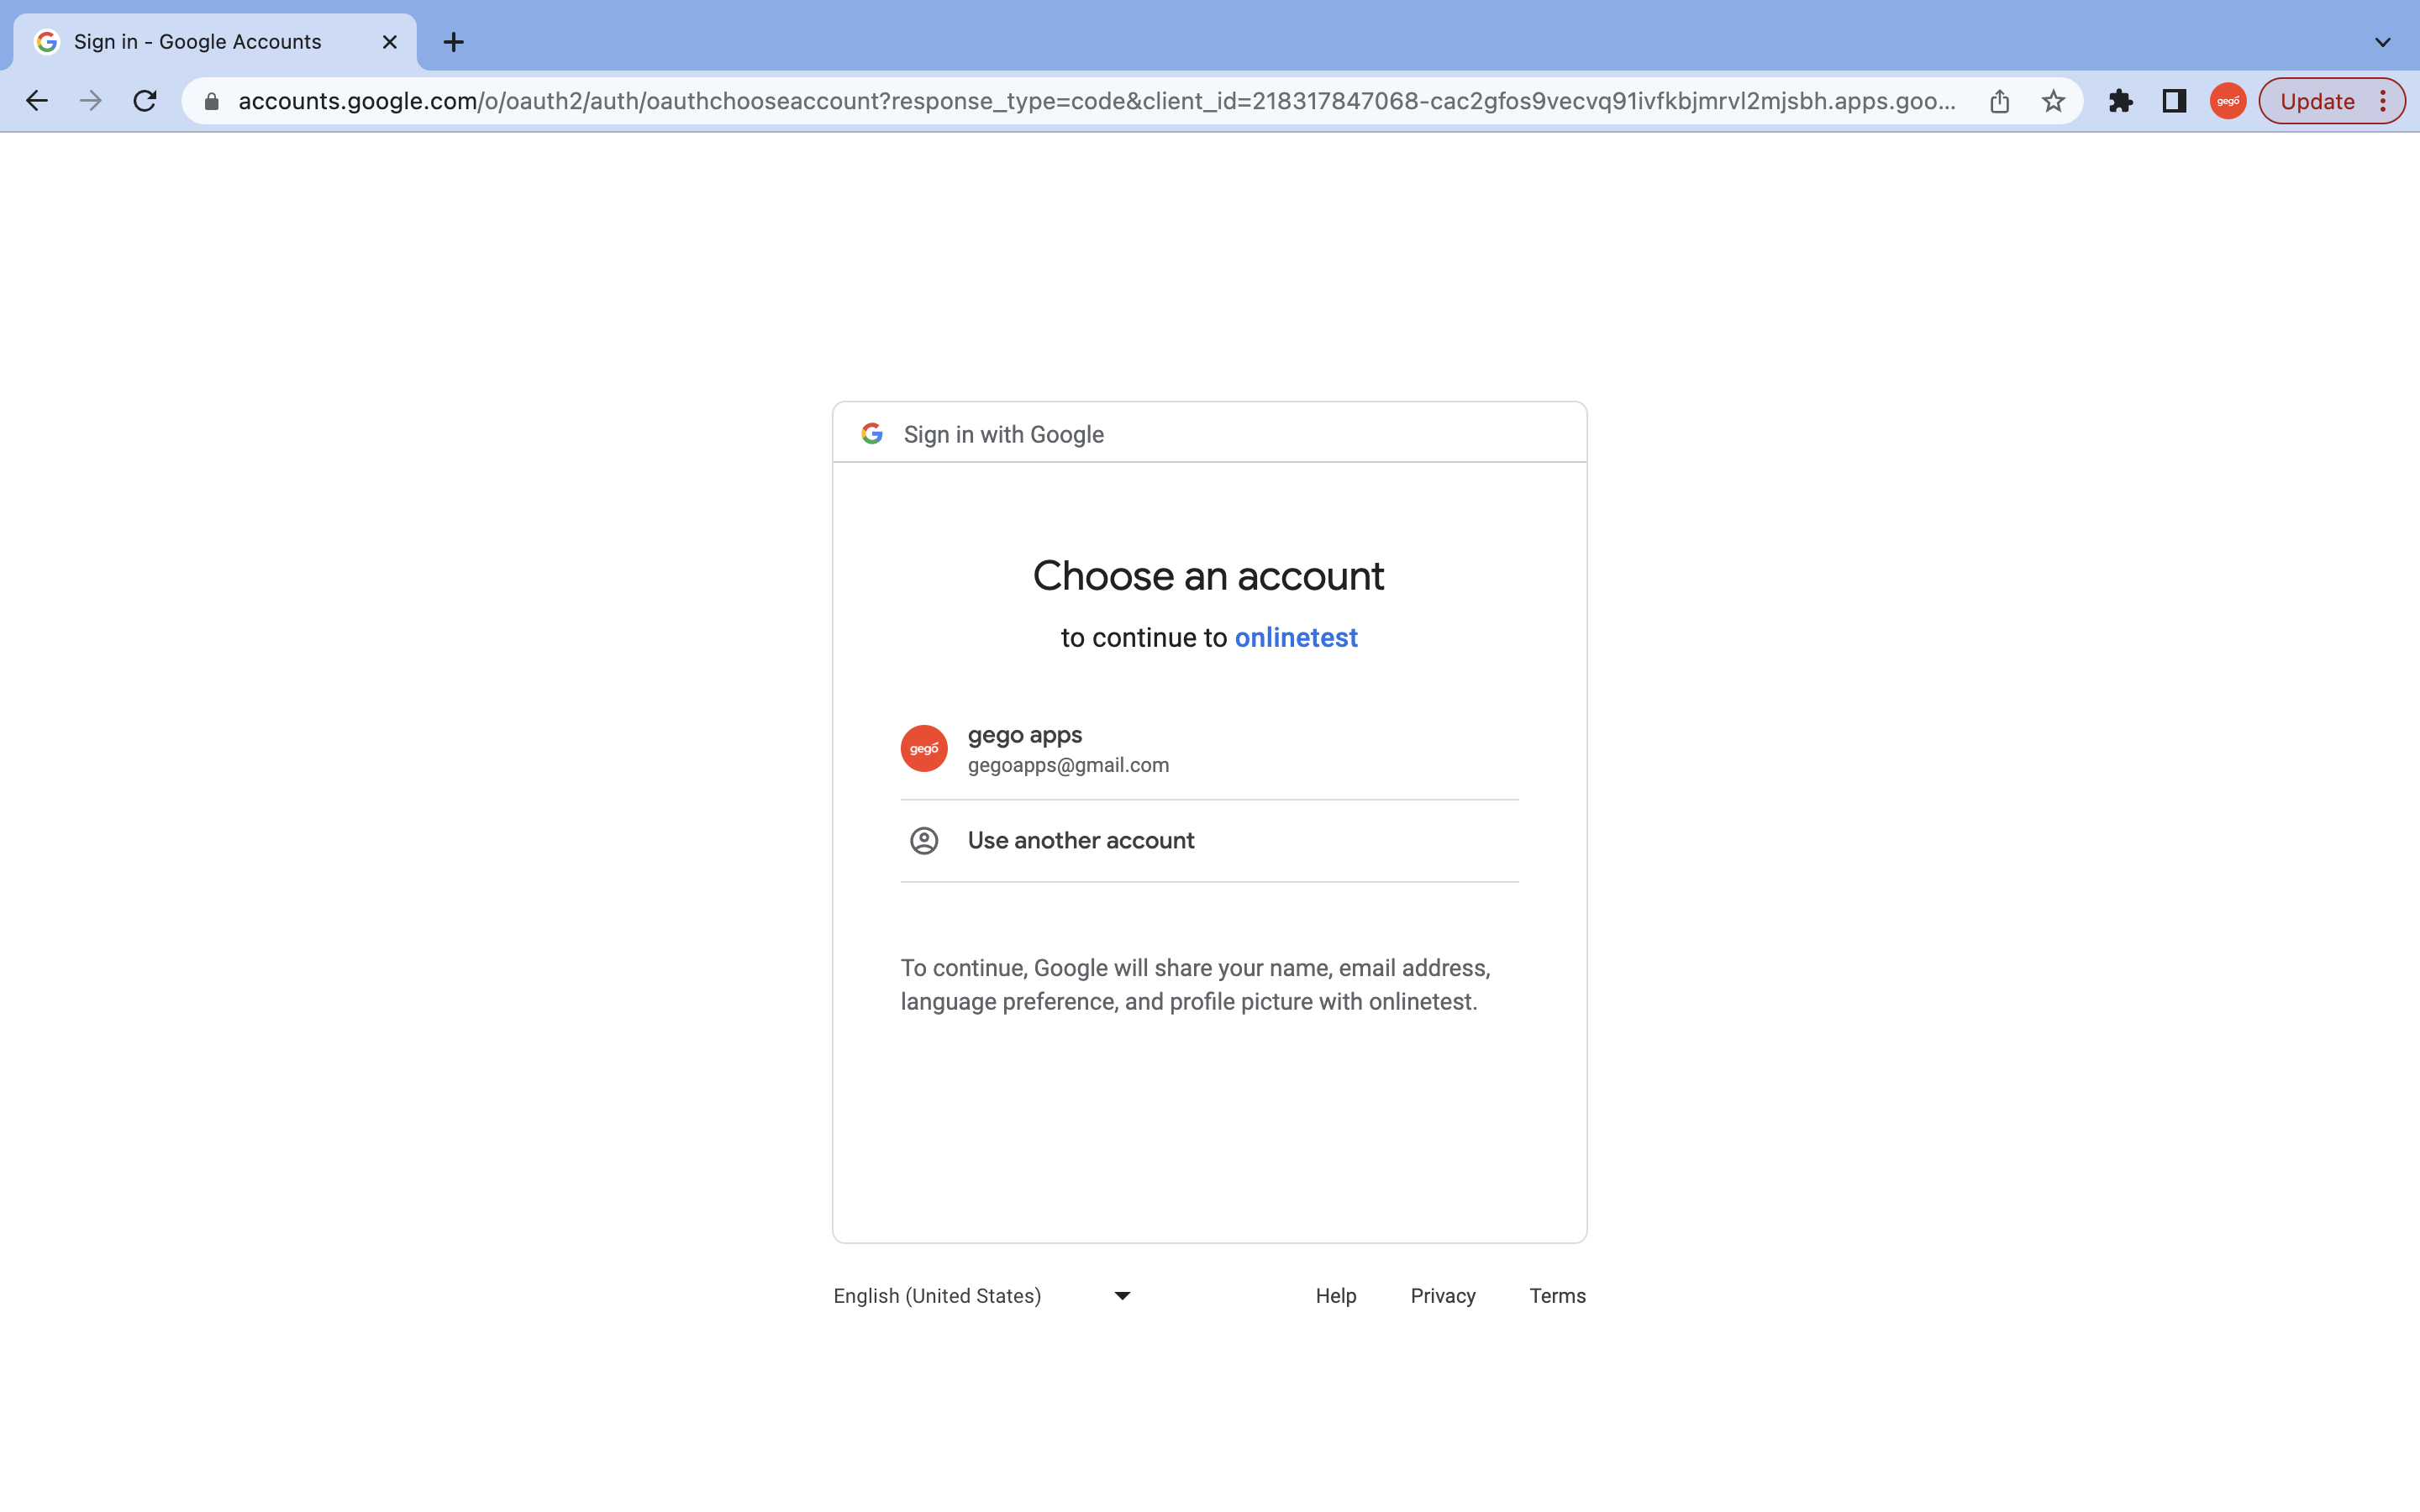 Sign in - Google Accounts
accounts.google.com/o/oauth2/auth/oauthchooseaccount?response_type=code&client_id=218317847068-cac2gfos9vecvq91ivfkbjmrvl2mjsbh.apps.goo...
gegō
Update
Sign in with Google
Choose an account
to continue to onlinetest
gegō
gego apps
gegoapps@gmail.com
Use another account
To continue, Google will share your name, email address,
language preference, and profile picture with onlinetest.
English (United States)
Help
Privacy
Terms